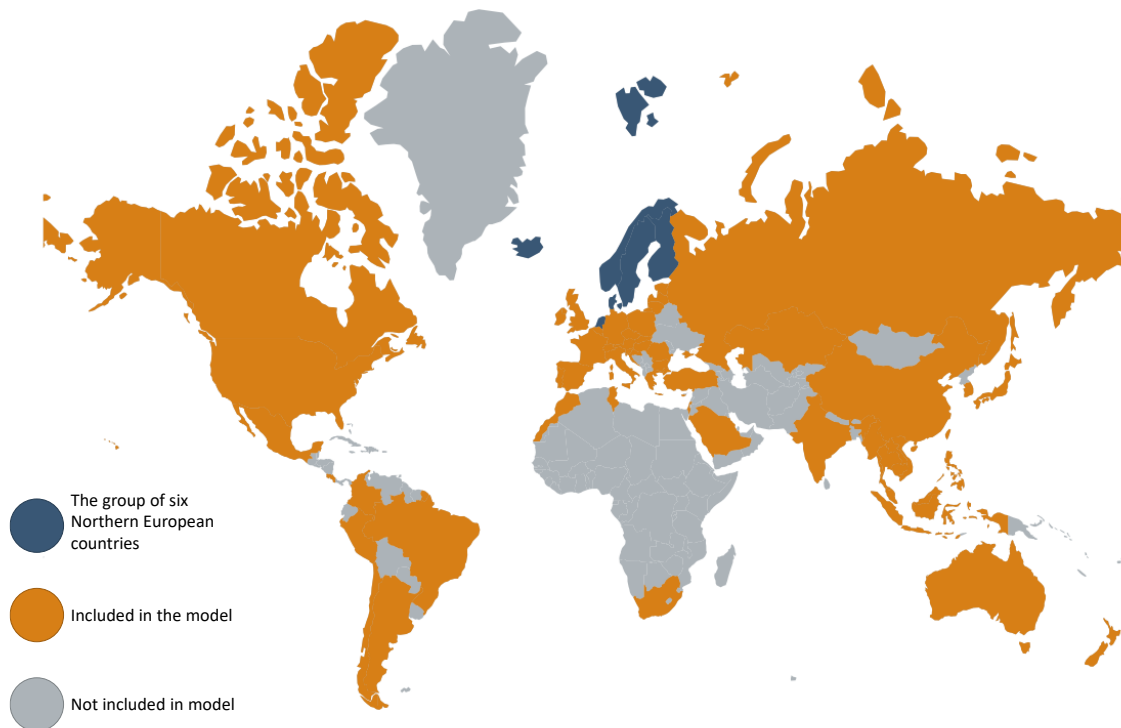 The group of six
Northern European
countries
Included in the model
Not included in model